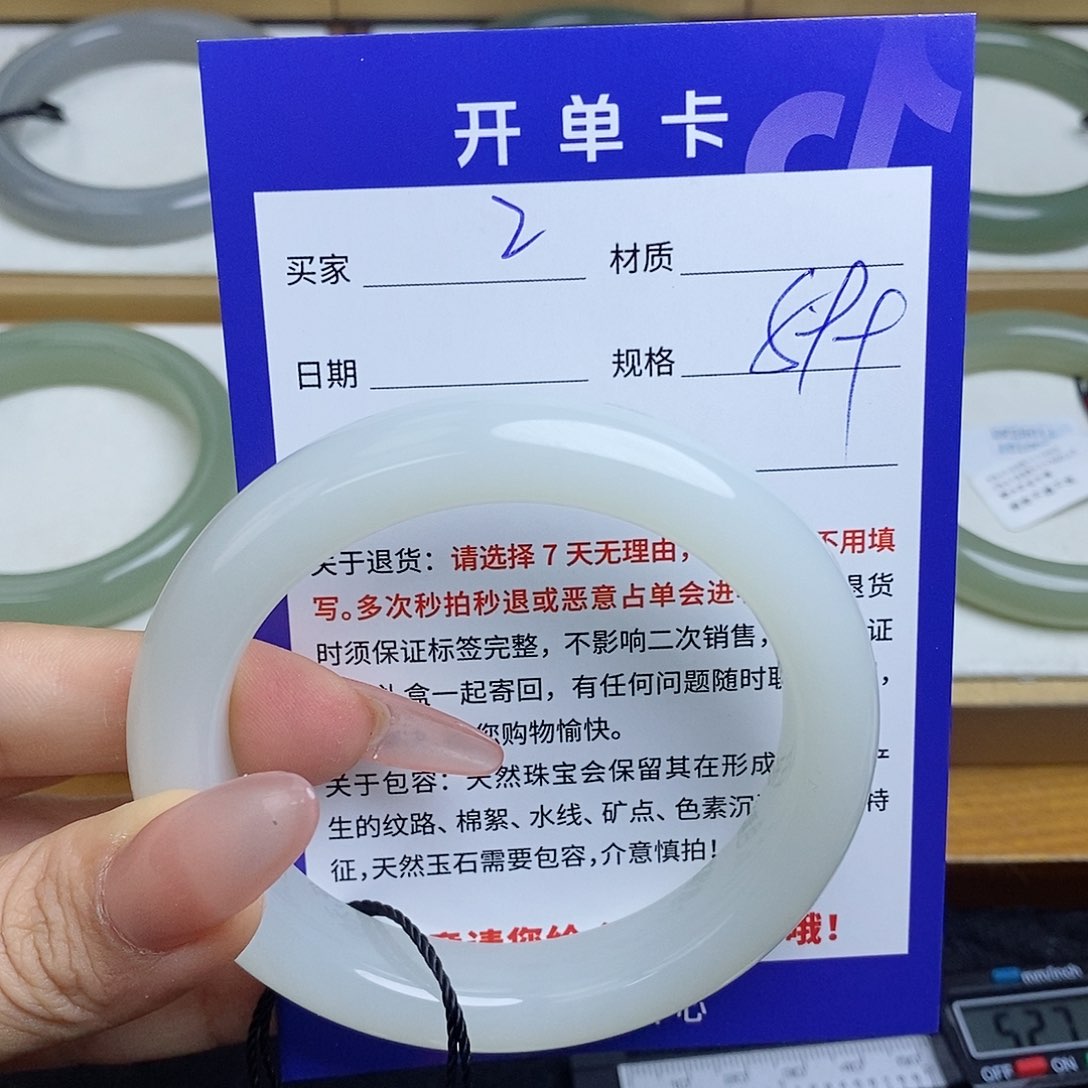 开单卡
买家 2 材质
日期 规格
关于退货：请选择7天无理由， 不用填
写。多次秒拍秒退或恶意占单会进 退货
时须保证标签完整，不影响二次销售， 证
礼盒一起寄回，有任何问题随时联 ，
您购物愉快。
关于包容：天然珠宝会保留其在形成
生的纹路、棉絮、水线、矿点、色素沉 特
征，天然玉石需要包容，介意慎拍！
请您给 哦！
心
mm/inch
527
OFF ON